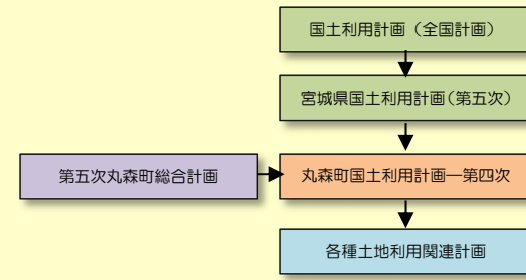 国土利用計画（全国計画）
宮城県国土利用計画（第五次）
第五次丸森町総合計画
丸森町国土利用計画―第四次
各種土地利用関連計画